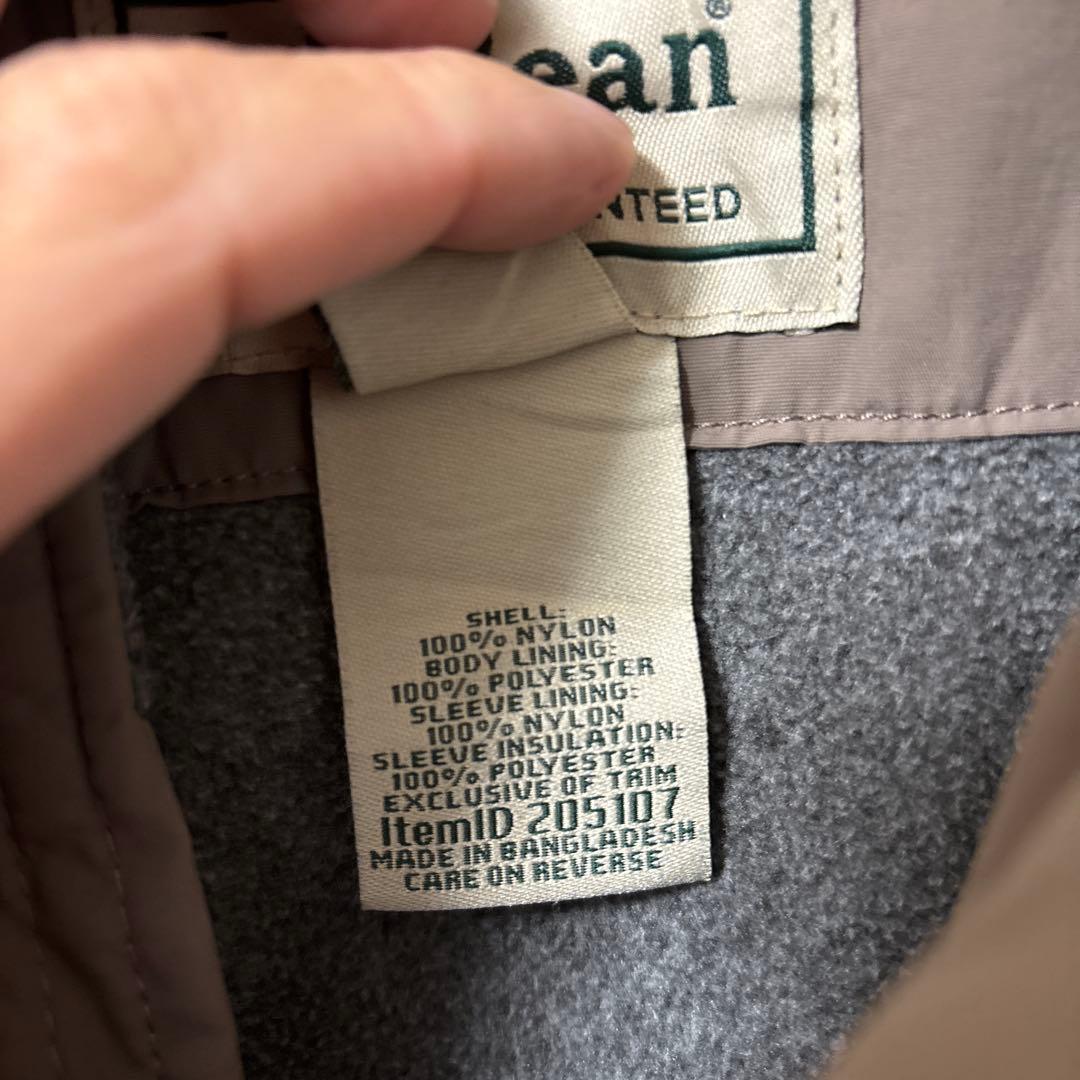 ean®
NTEED
SHELL:
100% NYLON
BODY LINING:
100% POLYESTER
SLEEVE LINING:
100% NYLON
SLEEVE INSULATION:
100% POLYESTER
EXCLUSIVE OF TRIM
ItemID 205107
MADE IN BANGLADESH
CARE ON REVERSE